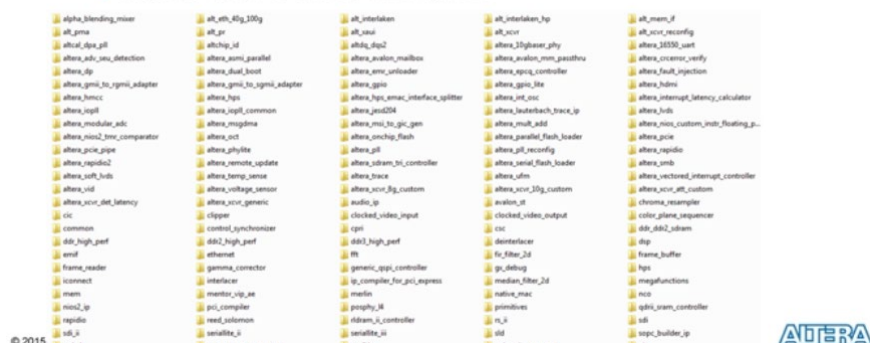 alpha_blending_mixer alt_eth_40g_100g alt_interlaken alt_interlaken_hp alt_mem_if
alt_pma alt_pr alt_xaui alt_xcvr alt_xcvr_reconfig
altcal_dpa_pll altchip_id altdq_dqs2 altera_10gbaser_phy altera_16550_uart
altera_adv_seu_detection altera_asmi_parallel altera_avalon_mailbox altera_avalon_mm_passthru altera_crcerror_verify
altera_dp altera_dual_boot altera_emr_unloader altera_epcq_controller altera_fault_injection
altera_gmii_to_rgmii_adapter altera_gmii_to_sgmii_adapter altera_gpio altera_gpio_lite altera_hdmi
altera_hmcc altera_hps altera_hps_emac_interface_splitter altera_int_osc altera_interrupt_latency_calculator
altera_iopll altera_iopll_common altera_jesd204 altera_lauterbach_trace_ip altera_lvds
altera_modular_adc altera_msgdma altera_msi_to_gic_gen altera_mult_add altera_nios_custom_instr_floating_p...
altera_nios2_tmr_comparator altera_oct altera_onchip_flash altera_parallel_flash_loader altera_pcie
altera_pcie_pipe altera_phylite altera_pll altera_pll_reconfig altera_rapidio
altera_rapidio2 altera_remote_update altera_sdram_tri_controller altera_serial_flash_loader altera_smb
altera_soft_lvds altera_temp_sense altera_trace altera_ufm altera_vectored_interrupt_controller
altera_vid altera_voltage_sensor altera_xcvr_8g_custom altera_xcvr_10g_custom altera_xcvr_att_custom
altera_xcvr_det_latency altera_xcvr_generic audio_ip avalon_st chroma_resampler
cic clipper clocked_video_input clocked_video_output color_plane_sequencer
common control_synchronizer cpri csc ddr_ddr2_sdram
ddr_high_perf ddr2_high_perf ddr3_high_perf deinterlacer dsp
emif ethernet fft fir_filter_2d frame_buffer
frame_reader gamma_corrector generic_qspi_controller gx_debug hps
iconnect interlacer ip_compiler_for_pci_express median_filter_2d megafunctions
mem mentor_vip_ae merlin native_mac nco
nios2_ip pci_compiler posphy_l4 primitives qdrii_sram_controller
rapidio reed_solomon rldram_ii_controller rs_ii sdi
sdi_ii seriallite_ii seriallite_iii sld sopc_builder_ip
© 2015 ALTERA